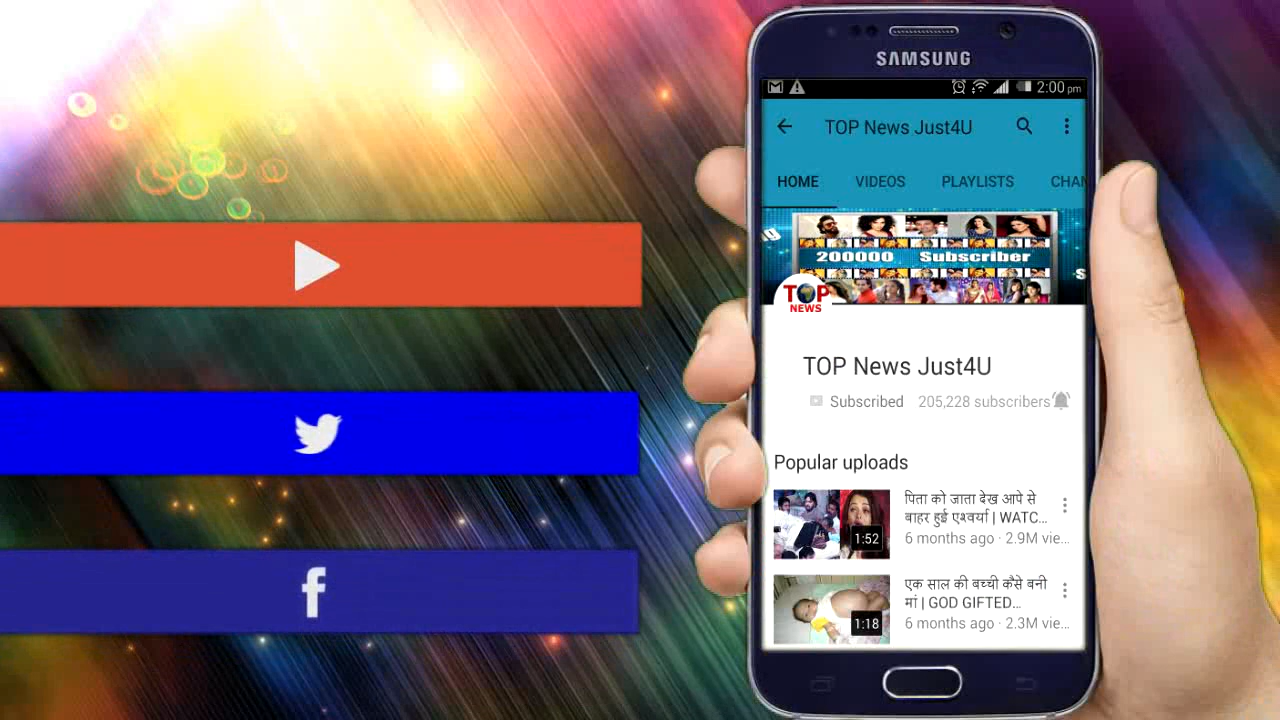 SAMSUNG
2:00 pm
TOP News Just4U
HOME VIDEOS PLAYLISTS CHAN
200000 Subscriber
TOP
NEWS
TOP News Just4U
Subscribed 205,228 subscribers
Popular uploads
पिता को जाता देख आपे से
बाहर हुई एश्वर्या | WATC...
6 months ago · 2.9M vie...
1:52
एक साल की बच्ची कैसे बनी
मां | GOD GIFTED...
6 months ago · 2.3M vie...
1:18